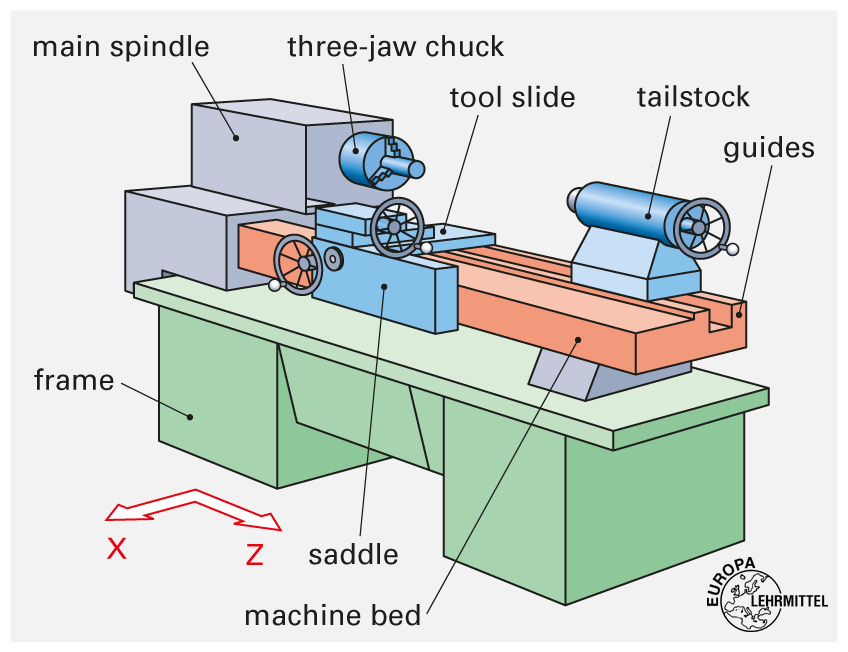 main spindle
three-jaw chuck
tool slide
tailstock
guides
frame
X
Z
saddle
machine bed
EUROPA
LEHRMITTEL